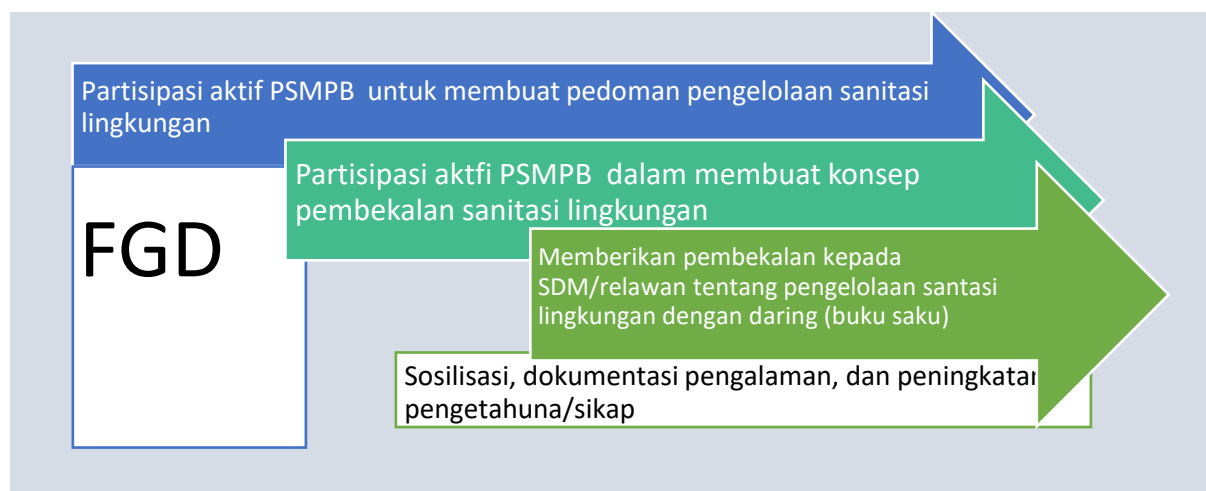 Partisipasi aktif PSMPB  untuk membuat pedoman pengelolaan sanitasi
lingkungan
Partisipasi aktfi PSMPB  dalam membuat konsep
pembekalan sanitasi lingkungan
FGD
Memberikan pembekalan kepada
SDM/relawan tentang pengelolaan santasi
lingkungan dengan daring (buku saku)
Sosilisasi, dokumentasi pengalaman, dan peningkatan
pengetahuna/sikap